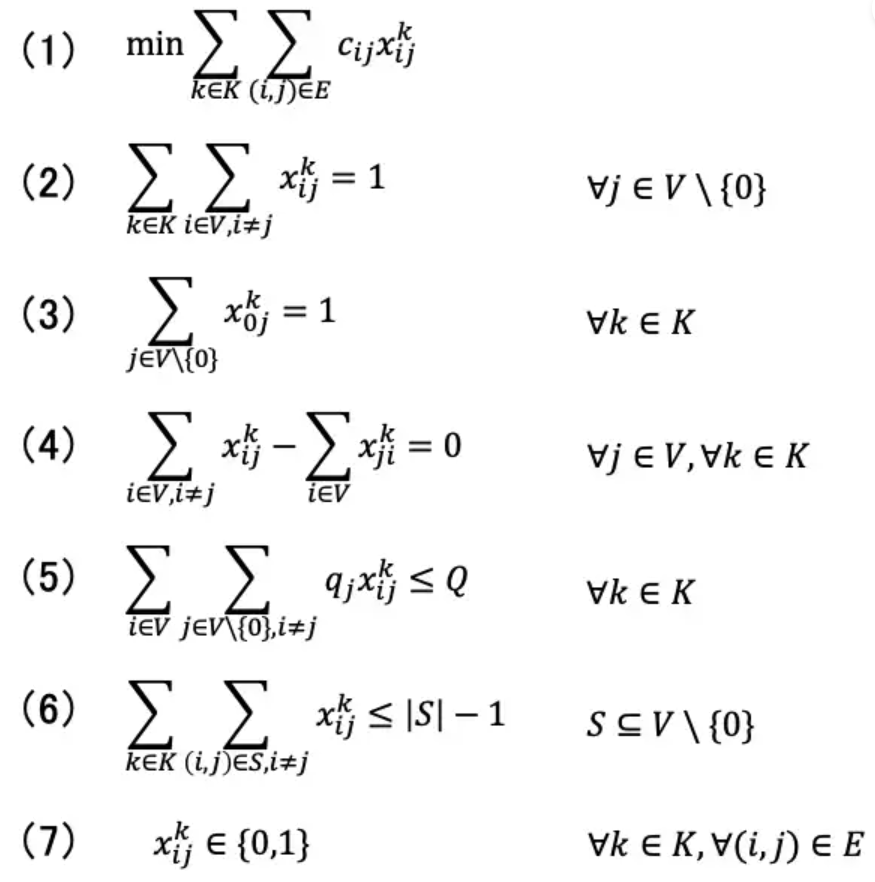 (1) min ∑_{k∈K} ∑_{(i,j)∈E} c_{ij}x_{ij}^k
(2) ∑_{k∈K} ∑_{i∈V,i≠j} x_{ij}^k = 1 ∀j ∈ V \ {0}
(3) ∑_{j∈V\{0}} x_{0j}^k = 1 ∀k ∈ K
(4) ∑_{i∈V,i≠j} x_{ij}^k − ∑_{i∈V} x_{ji}^k = 0 ∀j ∈ V, ∀k ∈ K
(5) ∑_{i∈V} ∑_{j∈V\{0},i≠j} q_j x_{ij}^k ≤ Q ∀k ∈ K
(6) ∑_{k∈K} ∑_{(i,j)∈S,i≠j} x_{ij}^k ≤ |S| − 1 S ⊆ V \ {0}
(7) x_{ij}^k ∈ {0,1} ∀k ∈ K, ∀(i,j) ∈ E